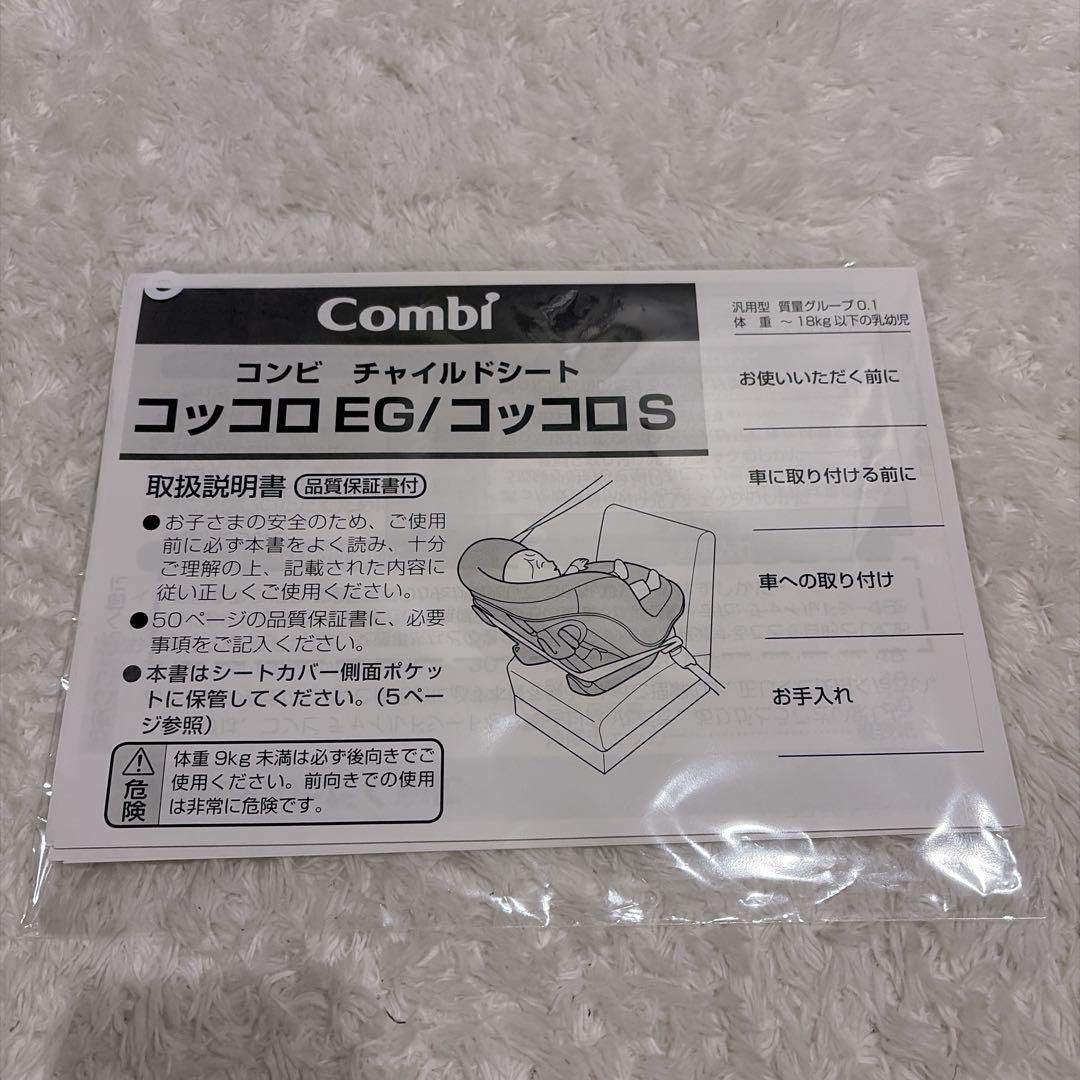 Combi
コンビ チャイルドシート
コッコロ EG/コッコロ S
取扱説明書 品質保証書付
●お子さまの安全のため、ご使用
前に必ず本書をよく読み、十分
ご理解の上、記載された内容に
従い正しくご使用ください。
●50ページの品質保証書に、必要
事項をご記入ください。
●本書はシートカバー側面ポケッ
トに保管してください。(5ペー
ジ参照)
危険
体重 9kg 未満は必ず後向きでご
使用ください。前向きでの使用
は非常に危険です。
汎用型 質量グループ 0,1
体 重 ~18kg 以下の乳幼児
お使いいただく前に
車に取り付ける前に
車への取り付け
お手入れ